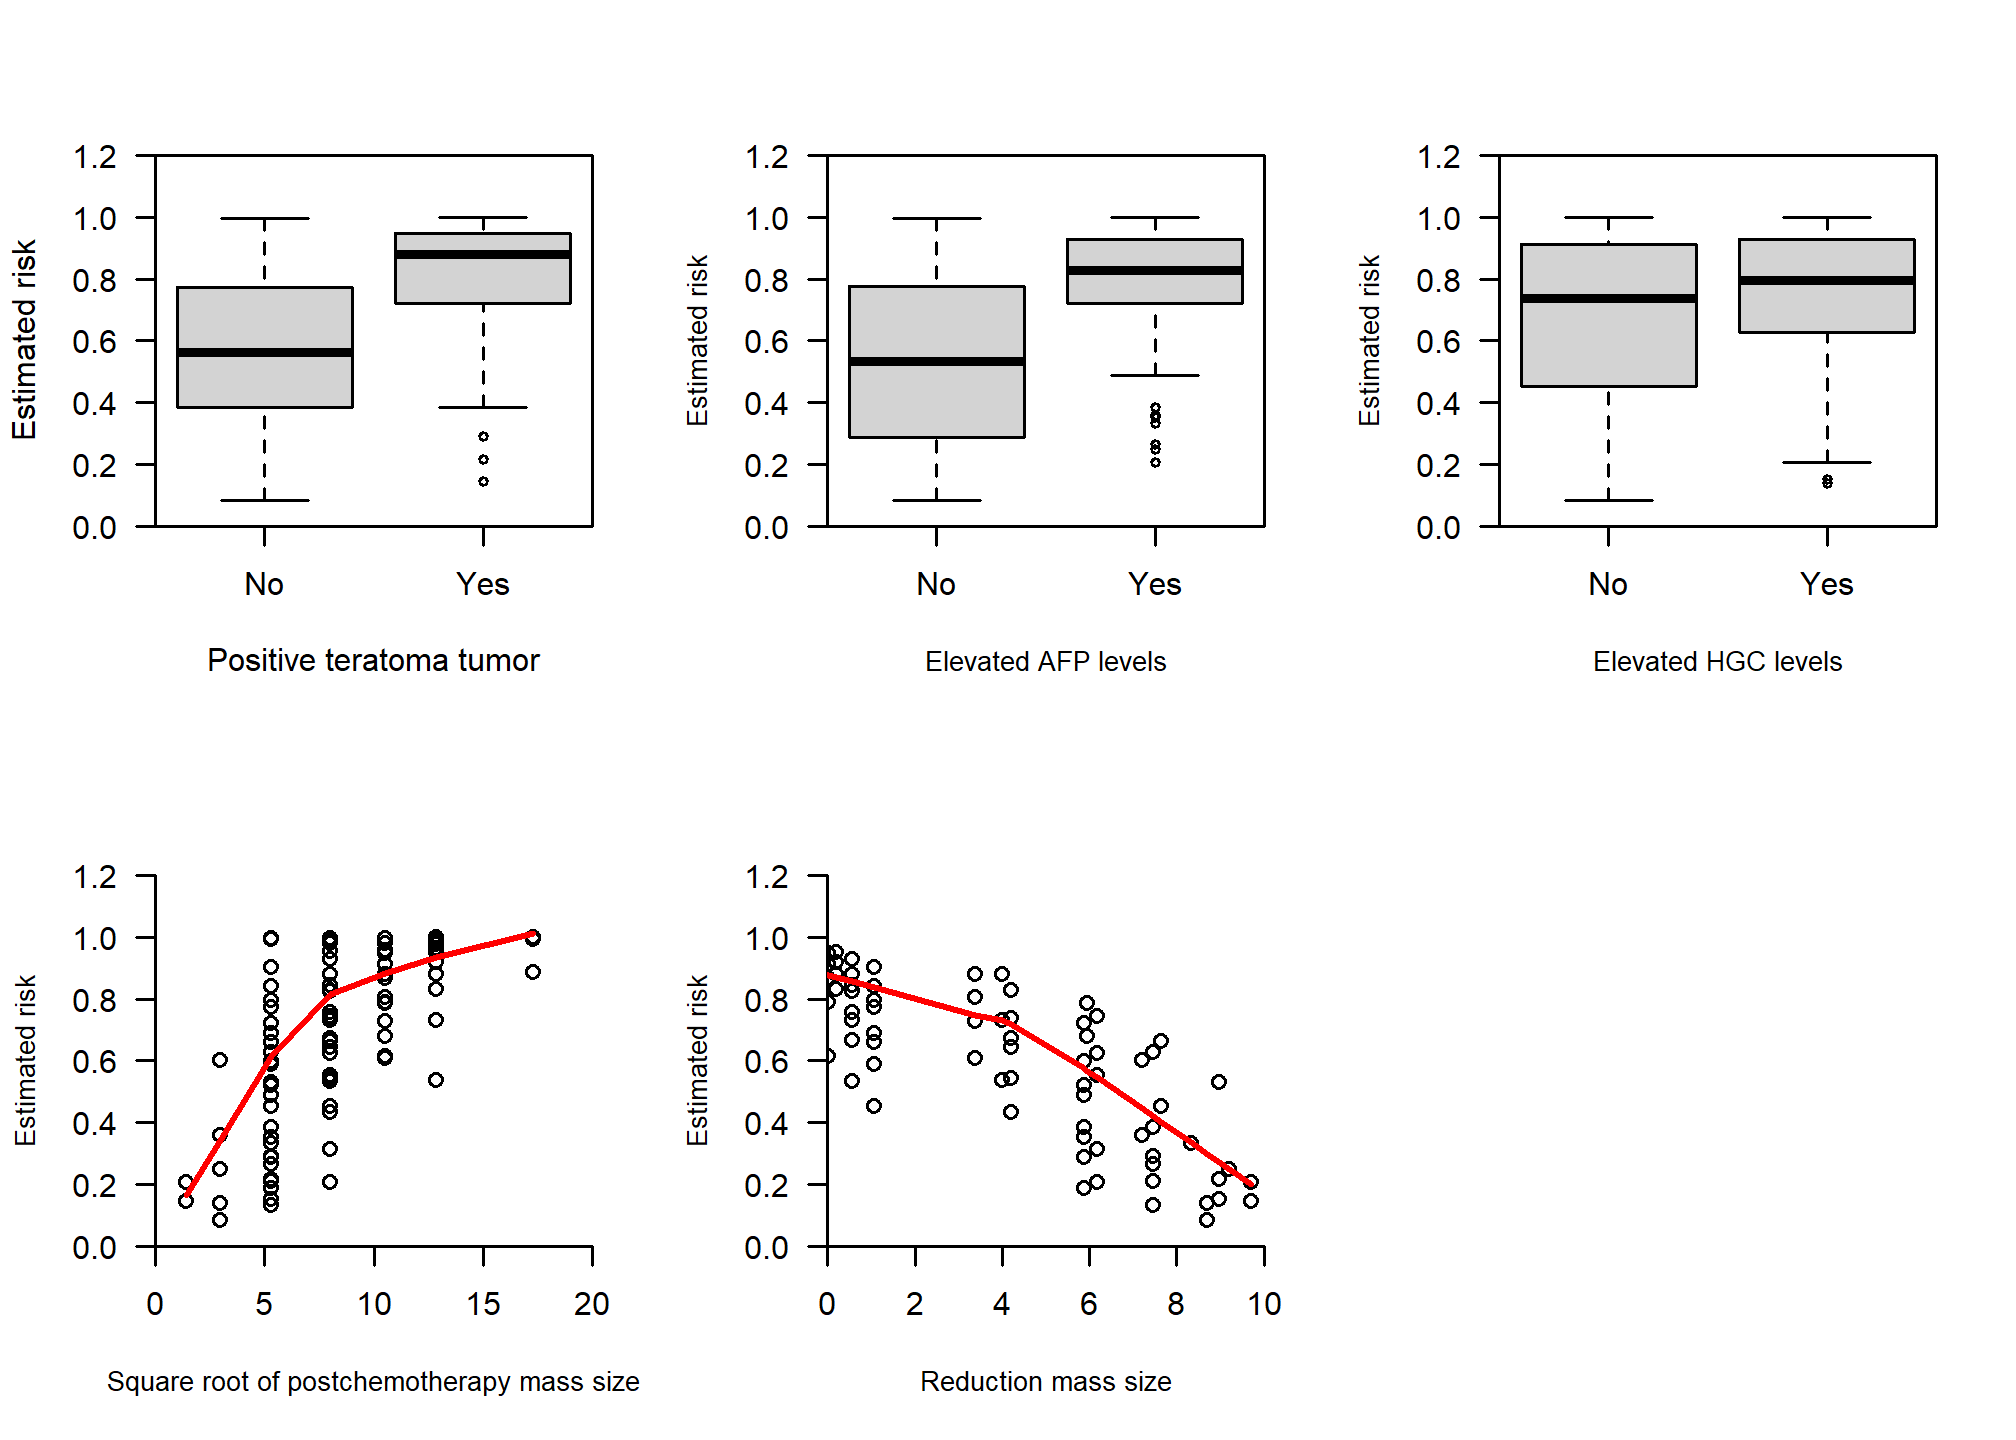 1.2 1.2 1.2
1.0 1.0 1.0
0.8 0.8 0.8
0.6 0.6 0.6
0.4 0.4 0.4
0.2 0.2 0.2
0.0 0.0 0.0
Estimated risk Estimated risk Estimated risk
No Yes No Yes No Yes
Positive teratoma tumor Elevated AFP levels Elevated HGC levels
1.2 1.2
1.0 1.0
0.8 0.8
0.6 0.6
0.4 0.4
0.2 0.2
0.0 0.0
Estimated risk Estimated risk
0 5 10 15 20 0 2 4 6 8 10
Square root of postchemotherapy mass size Reduction mass size